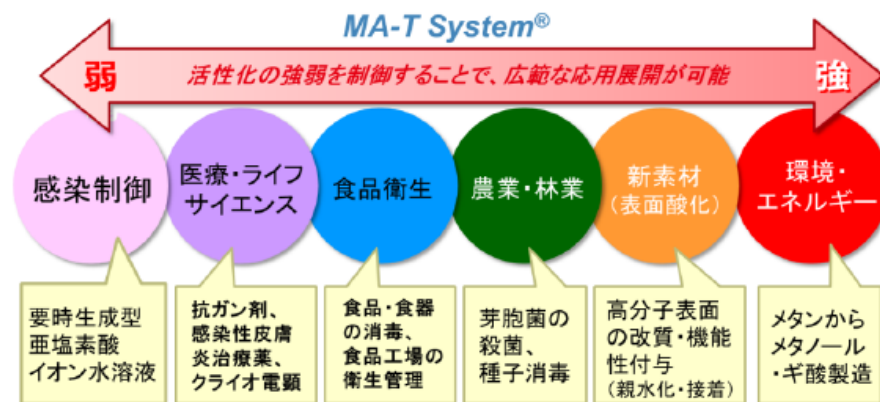 MA-T System®
弱 活性化の強弱を制御することで、広範な応用展開が可能 強
感染制御
医療・ライフ
サイエンス
食品衛生
農業・林業
新素材
（表面酸化）
環境・
エネルギー
要時生成型
亜塩素酸
イオン水溶液
抗ガン剤、
感染性皮膚
炎治療薬、
クライオ電顕
食品・食器
の消毒、
食品工場の
衛生管理
芽胞菌の
殺菌、
種子消毒
高分子表面
の改質・機能
性付与
（親水化・接着）
メタンから
メタノール
・ギ酸製造